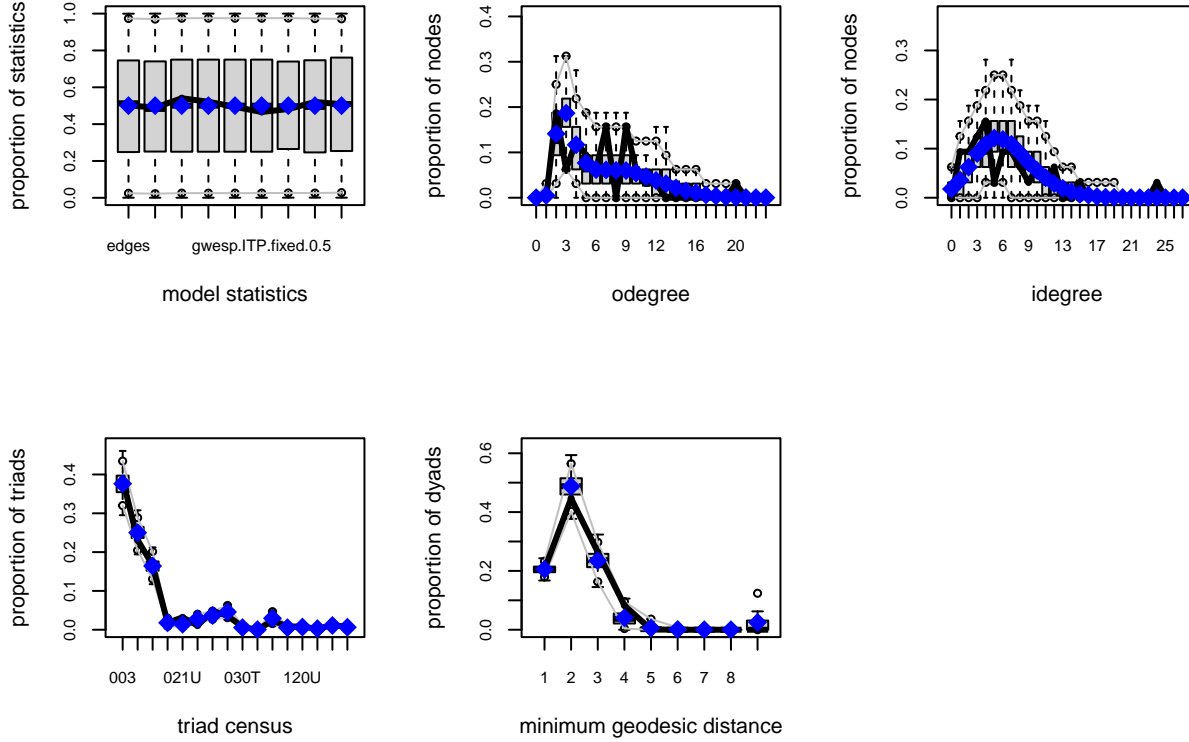 proportion of statistics
0.0 0.2 0.4 0.6 0.8 1.0
edges gwesp.ITP.fixed.0.5
model statistics
proportion of nodes
0.0 0.1 0.2 0.3 0.4
0 3 6 9 12 16 20
odegree
proportion of nodes
0.0 0.1 0.2 0.3
0 3 6 9 13 17 21 25
idegree
proportion of triads
0.0 0.1 0.2 0.3 0.4
003 021U 030T 120U
triad census
proportion of dyads
0.0 0.2 0.4 0.6
1 2 3 4 5 6 7 8
minimum geodesic distance